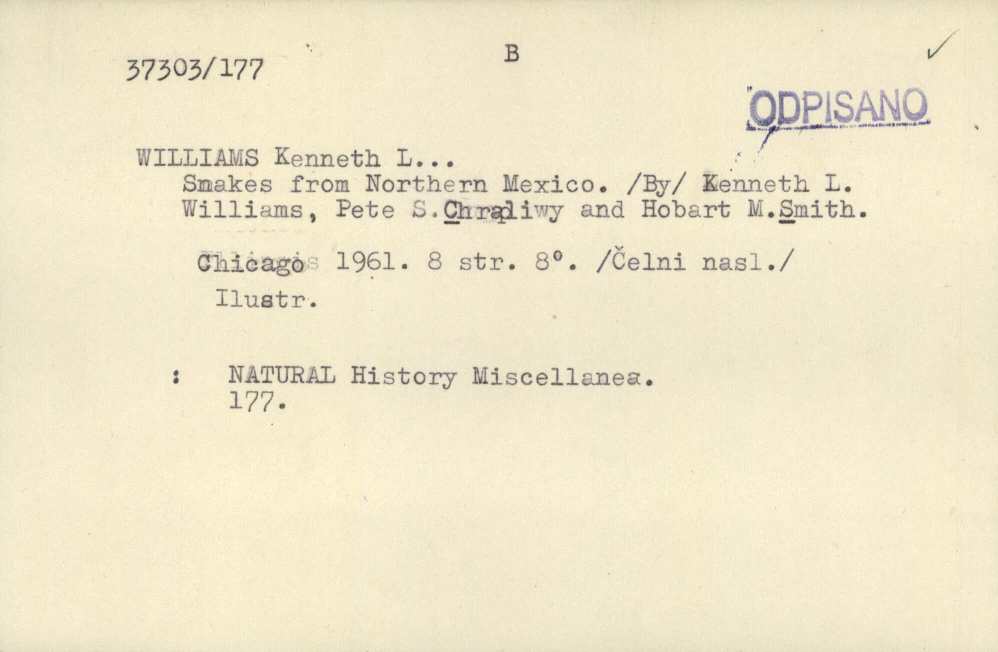 37303/177
B
ODPISANO
WILLIAMS Kenneth L...
Snakes from Northern Mexico. /By/ Kenneth L.
Williams, Pete S. Chrapliwy and Hobart M.Smith.
Chicago 1961. 8 str. 8°. /Čelni nasl./
Ilustr.
: NATURAL History Miscellanea.
177.